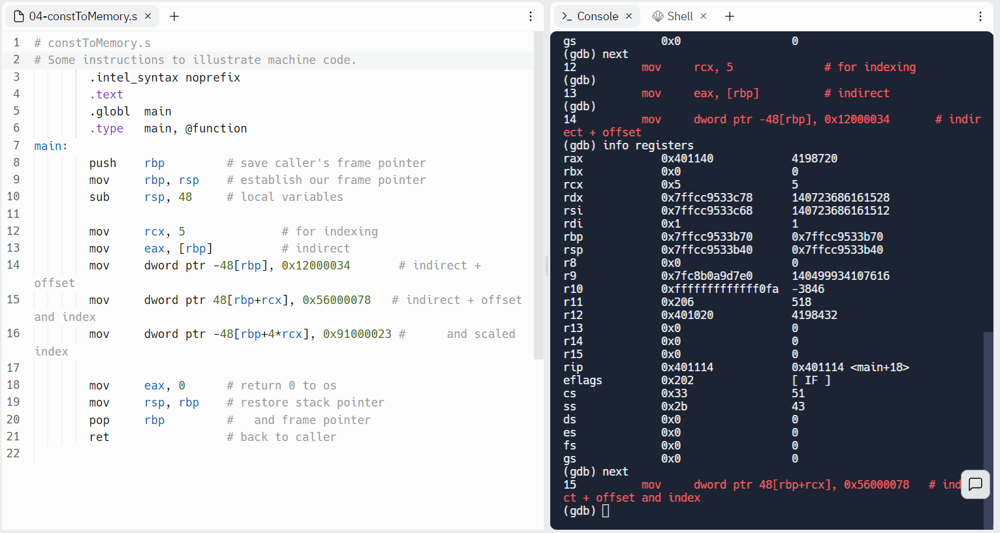 04-constToMemory.s × +
1 # constToMemory.s
2 # Some instructions to illustrate machine code.
3 .intel_syntax noprefix
4 .text
5 .globl main
6 .type main, @function
7 main:
8 push rbp # save caller's frame pointer
9 mov rbp, rsp # establish our frame pointer
10 sub rsp, 48 # local variables
11
12 mov rcx, 5 # for indexing
13 mov eax, [rbp] # indirect
14 mov dword ptr -48[rbp], 0x12000034 # indirect +
offset
15 mov dword ptr 48[rbp+rcx], 0x56000078 # indirect + offset
and index
16 mov dword ptr -48[rbp+4*rcx], 0x91000023 # and scaled
index
17
18 mov eax, 0 # return 0 to os
19 mov rsp, rbp # restore stack pointer
20 pop rbp # and frame pointer
21 ret # back to caller
22
>_ Console × Shell × +
gs 0x0 0
(gdb) next
12 mov rcx, 5 # for indexing
(gdb)
13 mov eax, [rbp] # indirect
(gdb)
14 mov dword ptr -48[rbp], 0x12000034 # indir
ect + offset
(gdb) info registers
rax 0x401140 4198720
rbx 0x0 0
rcx 0x5 5
rdx 0x7ffcc9533c78 140723686161528
rsi 0x7ffcc9533c68 140723686161512
rdi 0x1 1
rbp 0x7ffcc9533b70 0x7ffcc9533b70
rsp 0x7ffcc9533b40 0x7ffcc9533b40
r8 0x0 0
r9 0x7fc8b0a9d7e0 140499934107616
r10 0xfffffffffffff0fa -3846
r11 0x206 518
r12 0x401020 4198432
r13 0x0 0
r14 0x0 0
r15 0x0 0
rip 0x401114 0x401114 <main+18>
eflags 0x202 [ IF ]
cs 0x33 51
ss 0x2b 43
ds 0x0 0
es 0x0 0
fs 0x0 0
gs 0x0 0
(gdb) next
15 mov dword ptr 48[rbp+rcx], 0x56000078 # ind
ct + offset and index
(gdb)